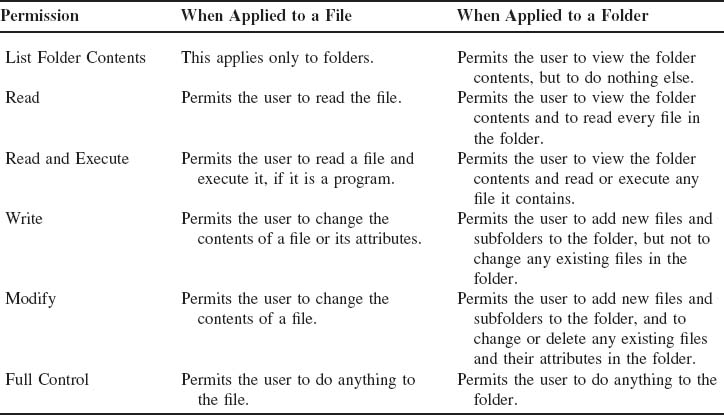 Permission When Applied to a File When Applied to a Folder
List Folder Contents This applies only to folders. Permits the user to view the folder
contents, but to do nothing else.
Read Permits the user to read the file. Permits the user to view the folder
contents and to read every file in
the folder.
Read and Execute Permits the user to read a file and Permits the user to view the folder
execute it, if it is a program. contents and read or execute any
file it contains.
Write Permits the user to change the Permits the user to add new files and
contents of a file or its attributes. subfolders to the folder, but not to
change any existing files in the
folder.
Modify Permits the user to change the Permits the user to add new files and
contents of a file. subfolders to the folder, and to
change or delete any existing files
and their attributes in the folder.
Full Control Permits the user to do anything to Permits the user to do anything to the
the file. folder.